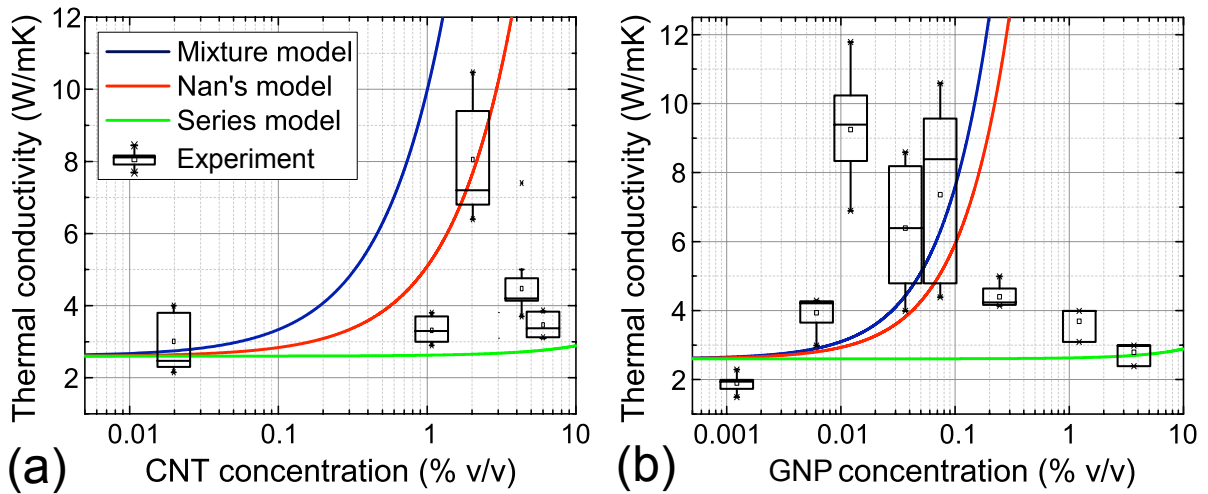 Thermal conductivity (W/mK)
12
10
8
6
4
2
Mixture model
Nan's model
Series model
Experiment
0.01
0.1
1
10
CNT concentration (% v/v)
(a)
Thermal conductivity (W/mK)
12
10
8
6
4
2
0.001
0.01
0.1
1
10
GNP concentration (% v/v)
(b)